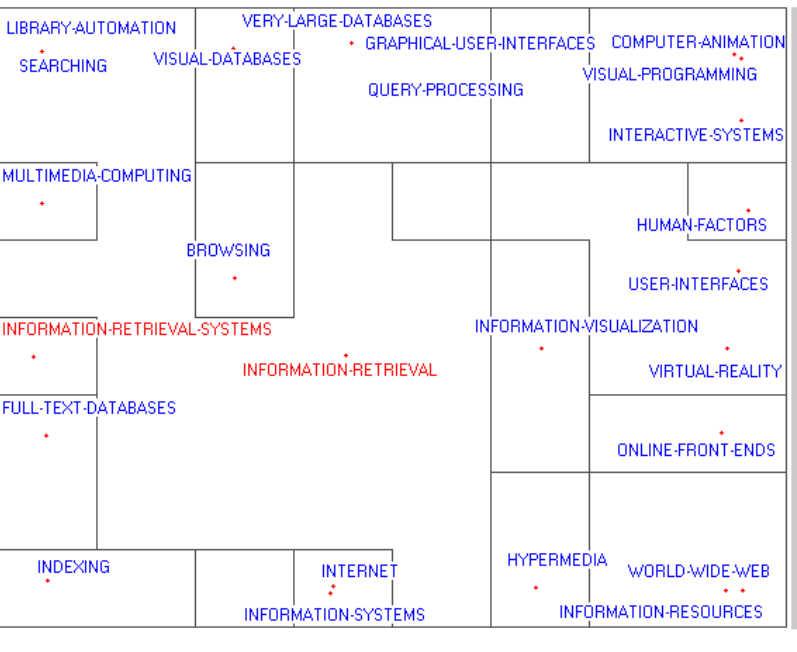 VERY-LARGE-DATABASES
LIBRARY-AUTOMATION
GRAPHICAL-USER-INTERFACES
COMPUTER-ANIMATION
VISUAL-DATABASES
SEARCHING
VISUAL-PROGRAMMING
QUERY-PROCESSING
INTERACTIVE-SYSTEMS
MULTIMEDIA-COMPUTING
HUMAN-FACTORS
BROWSING
USER-INTERFACES
INFORMATION-VISUALIZATION
INFORMATION-RETRIEVAL-SYSTEMS
INFORMATION-RETRIEVAL
VIRTUAL-REALITY
FULL-TEXT-DATABASES
ONLINE-FRONT-ENDS
HYPERMEDIA
INDEXING
INTERNET
WORLD-WIDE-WEB
INFORMATION-RESOURCES
INFORMATION-SYSTEMS